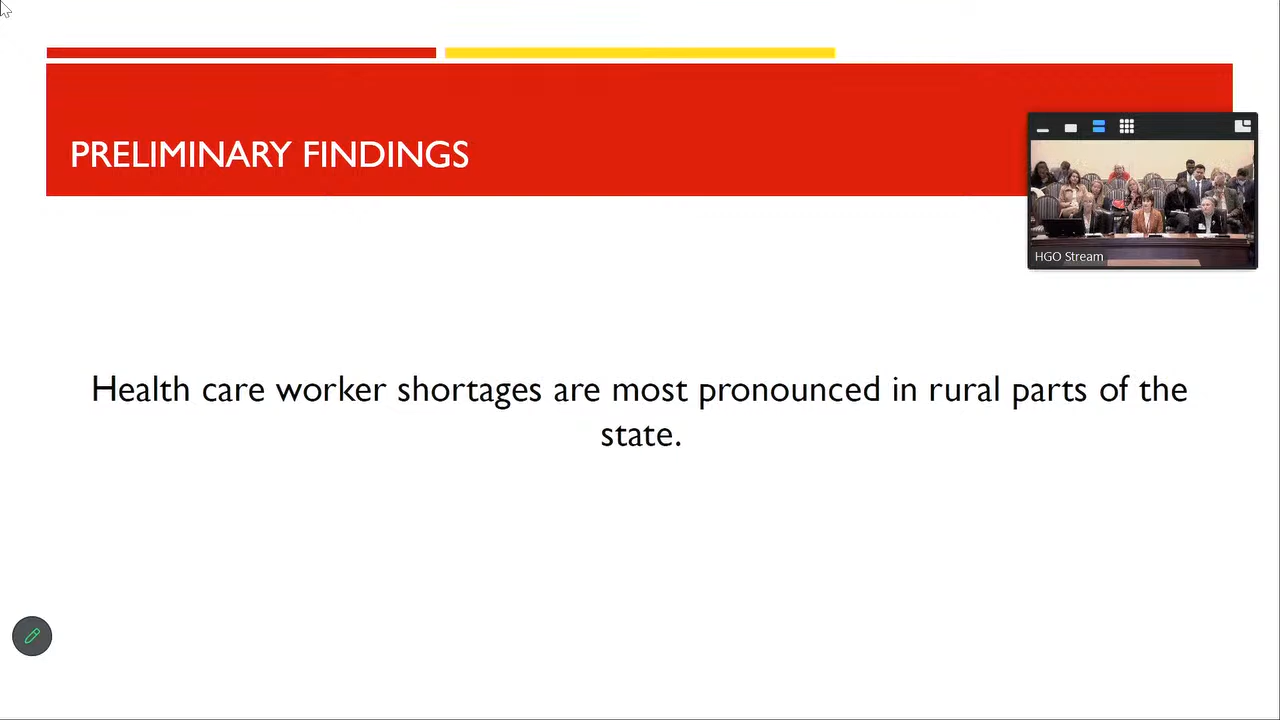 PRELIMINARY FINDINGS
HGO Stream
Health care worker shortages are most pronounced in rural parts of the
state.